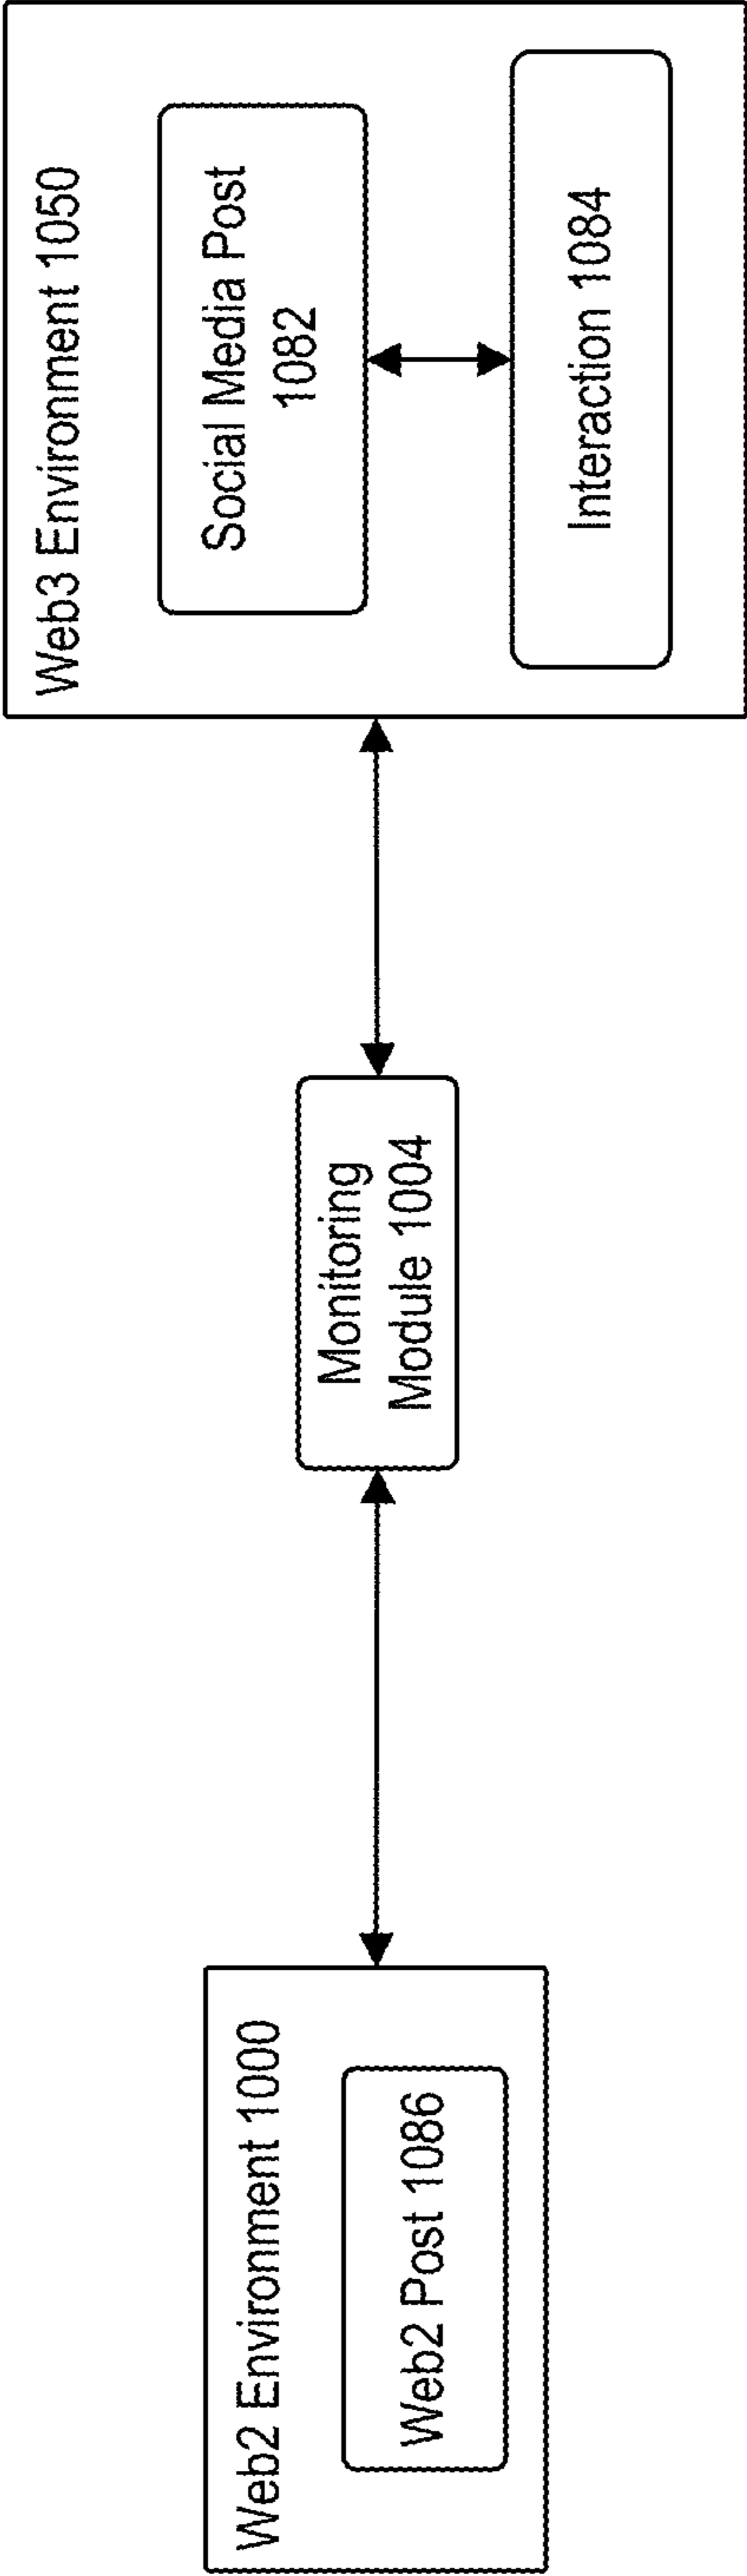 Web2 Environment 1000
Web2 Post 1086
Monitoring
Module 1004
Web3 Environment 1050
Social Media Post
1082
Interaction 1084